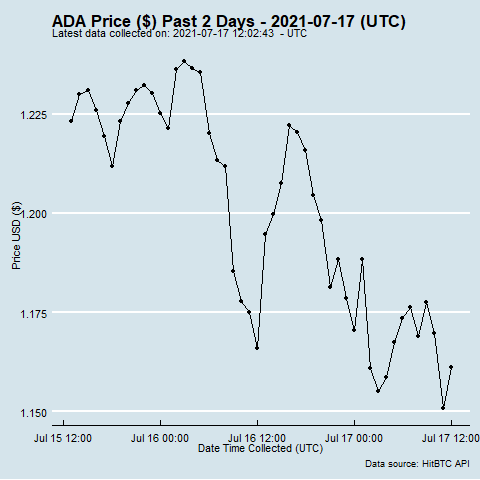 ADA Price ($) Past 2 Days - 2021-07-17 (UTC)
Latest data collected on: 2021-07-17 12:02:43  - UTC
Price USD ($)
1.225
1.200
1.175
1.150
Jul 15 12:00 Jul 16 00:00 Jul 16 12:00 Jul 17 00:00 Jul 17 12:00
Date Time Collected (UTC)
Data source: HitBTC API